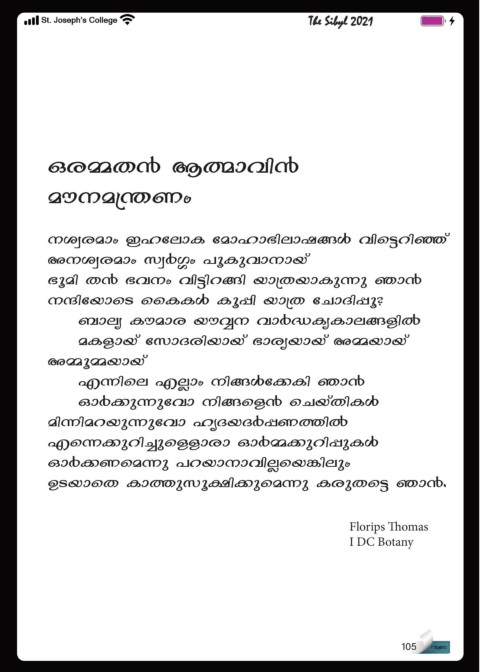 St. Joseph's College
The Sibyl 2021
ഒരമ്മതൻ ആത്മാവിൻ
മൗനമന്ത്രണം
നശ്വരമാം ഇഹലോക മോഹാഭിലാഷങ്ങൾ വിട്ടെറിഞ്ഞ്
അനശ്വരമാം സ്വർഗ്ഗം പൂകുവാനായ്
ഭൂമി തൻ ഭവനം വിട്ടിറങ്ങി യാത്രയാകുന്നു ഞാൻ
നന്ദിയോടെ കൈകൾ കൂപ്പി യാത്ര ചോദിപ്പൂ?
ബാല്യ കൗമാര യൗവ്വന വാർദ്ധക്യകാലങ്ങളിൽ
മകളായ് സോദരിയായ് ഭാര്യയായ് അമ്മയായ്
അമ്മൂമ്മയായ്
എന്നിലെ എല്ലാം നിങ്ങൾക്കേകി ഞാൻ
ഓർക്കുന്നുവോ നിങ്ങളെൻ ചെയ്തികൾ
മിന്നിമറയുന്നുവോ ഹൃദയദർപ്പണത്തിൽ
എന്നെക്കുറിച്ചുളെളാരാ ഓർമ്മക്കുറിപ്പുകൾ
ഓർക്കണമെന്നു പറയാനാവില്ലയെങ്കിലും
ഉടയാതെ കാത്തുസൂക്ഷിക്കുമെന്നു കരുതട്ടെ ഞാൻ.
Florips Thomas
I DC Botany
105